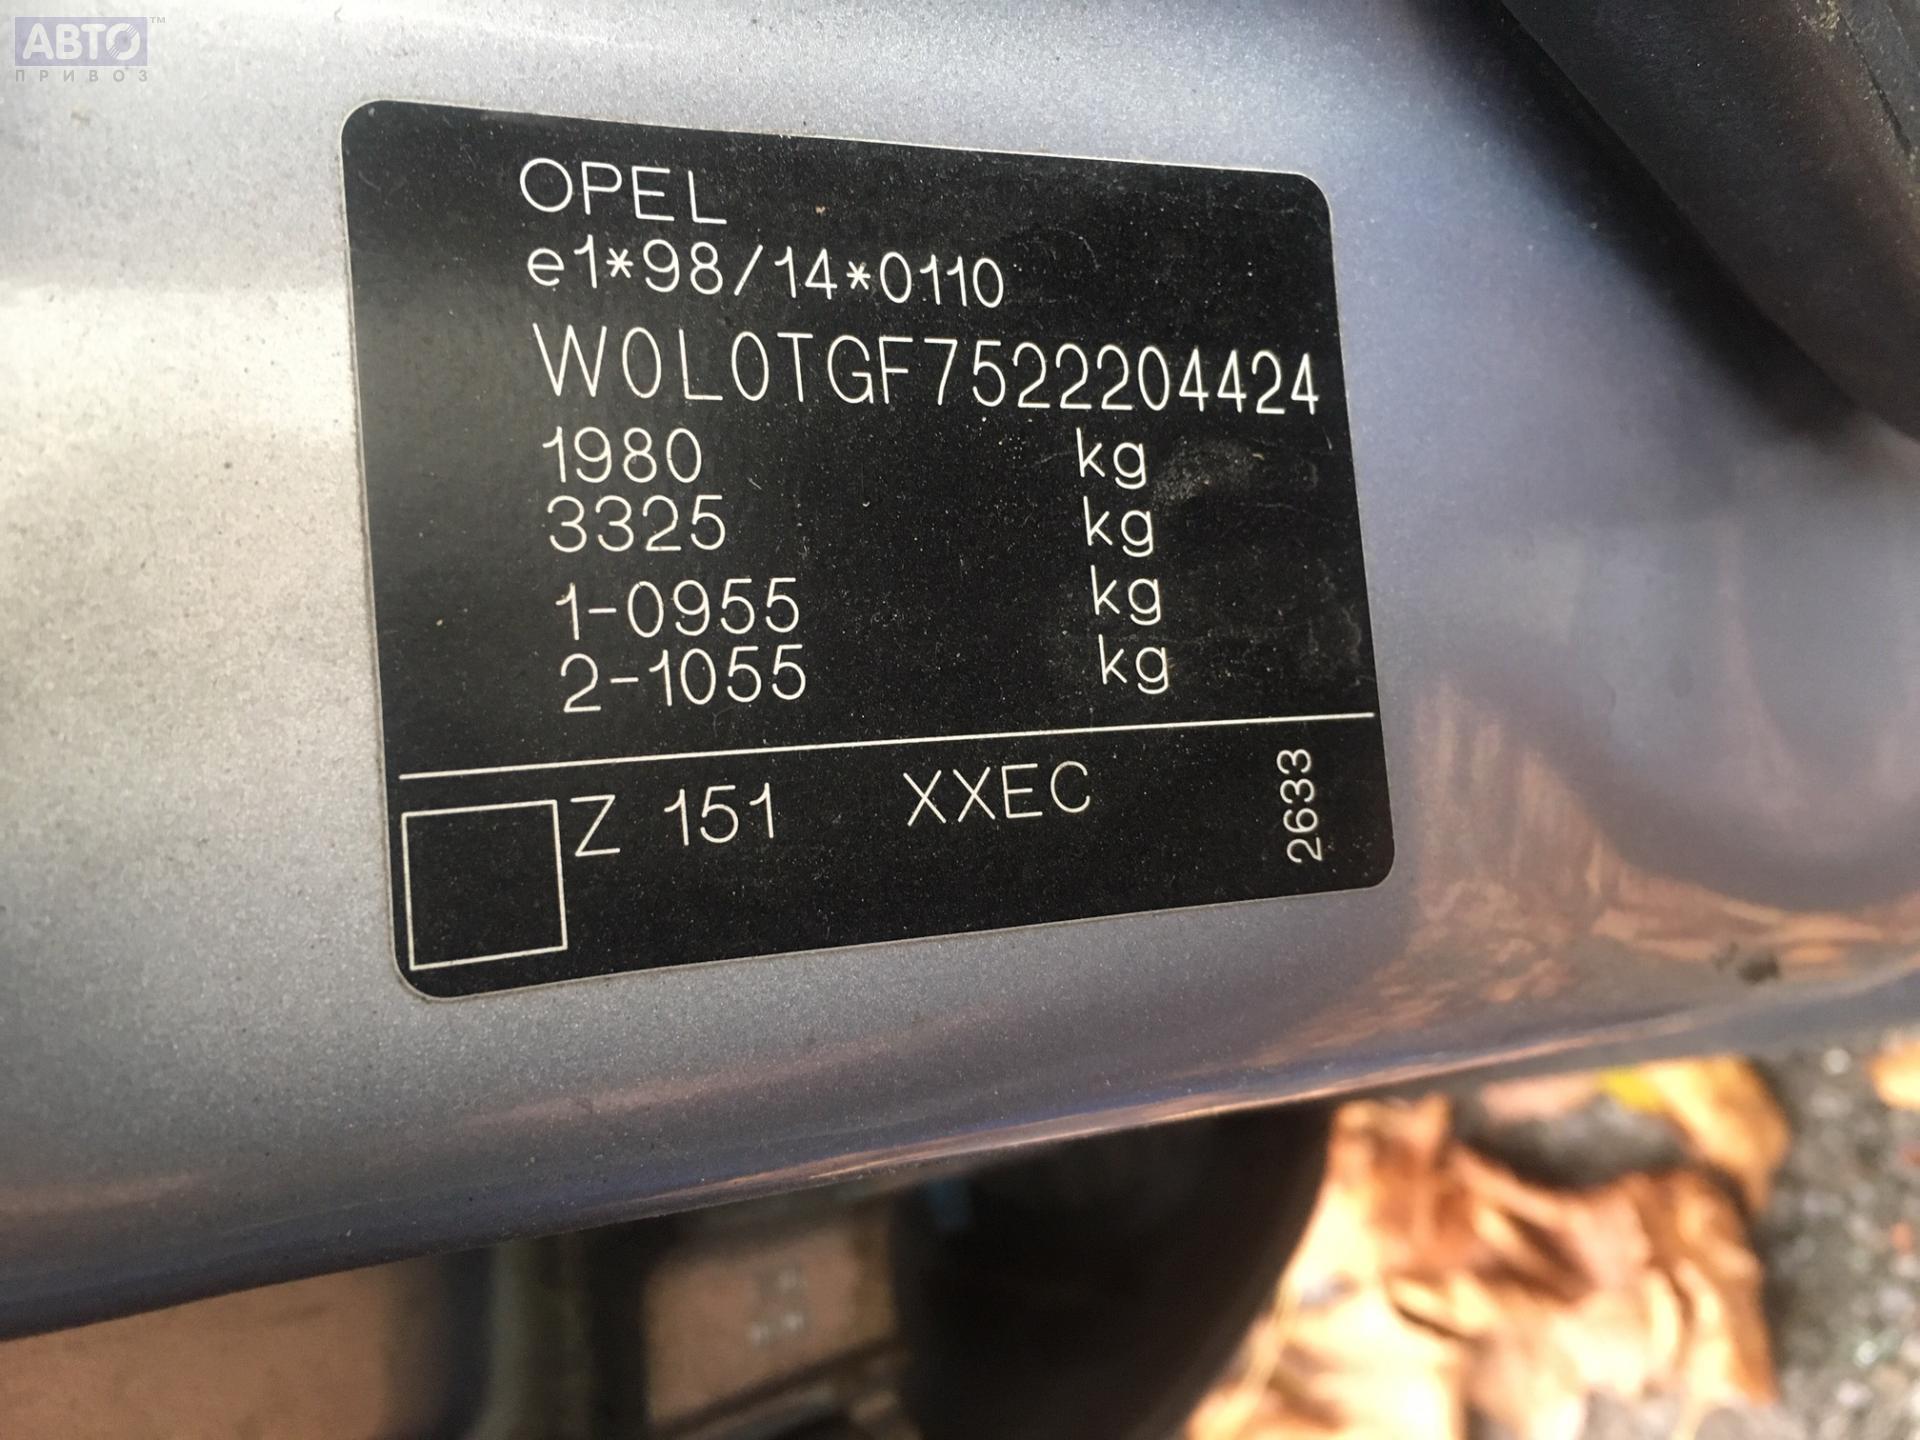 АВТО™
ПРИВОЗ
OPEL
e1*98/14*0110
W0L0TGF7522204424
1980 kg
3325 kg
1-0955 kg
2-1055 kg
Z 151 XXEC 2633